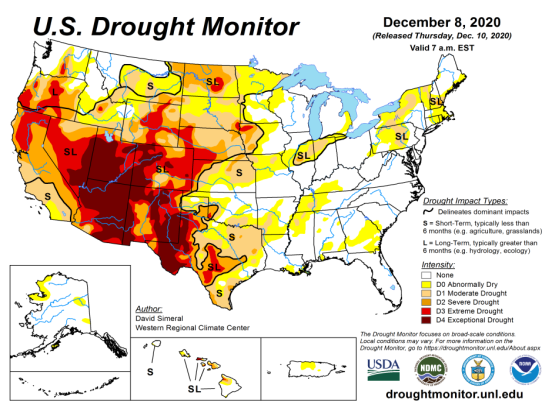 U.S. Drought Monitor
December 8, 2020
(Released Thursday, Dec. 10, 2020)
Valid 7 a.m. EST
S
SL
SL
SL
SL
SL
S
S
S
SL
S
Drought Impact Types:
Delineates dominant impacts
S = Short-Term, typically less than
6 months (e.g. agriculture, grasslands)
L = Long-Term, typically greater than
6 months (e.g. hydrology, ecology)
Intensity:
None
D0 Abnormally Dry
D1 Moderate Drought
D2 Severe Drought
D3 Extreme Drought
D4 Exceptional Drought
Author:
David Simeral
Western Regional Climate Center
S
SL
S
The Drought Monitor focuses on broad-scale conditions.
Local conditions may vary. For more information on the
Drought Monitor, go to https://droughtmonitor.unl.edu/About.aspx
USDA
NDMC
NOAA
droughtmonitor.unl.edu